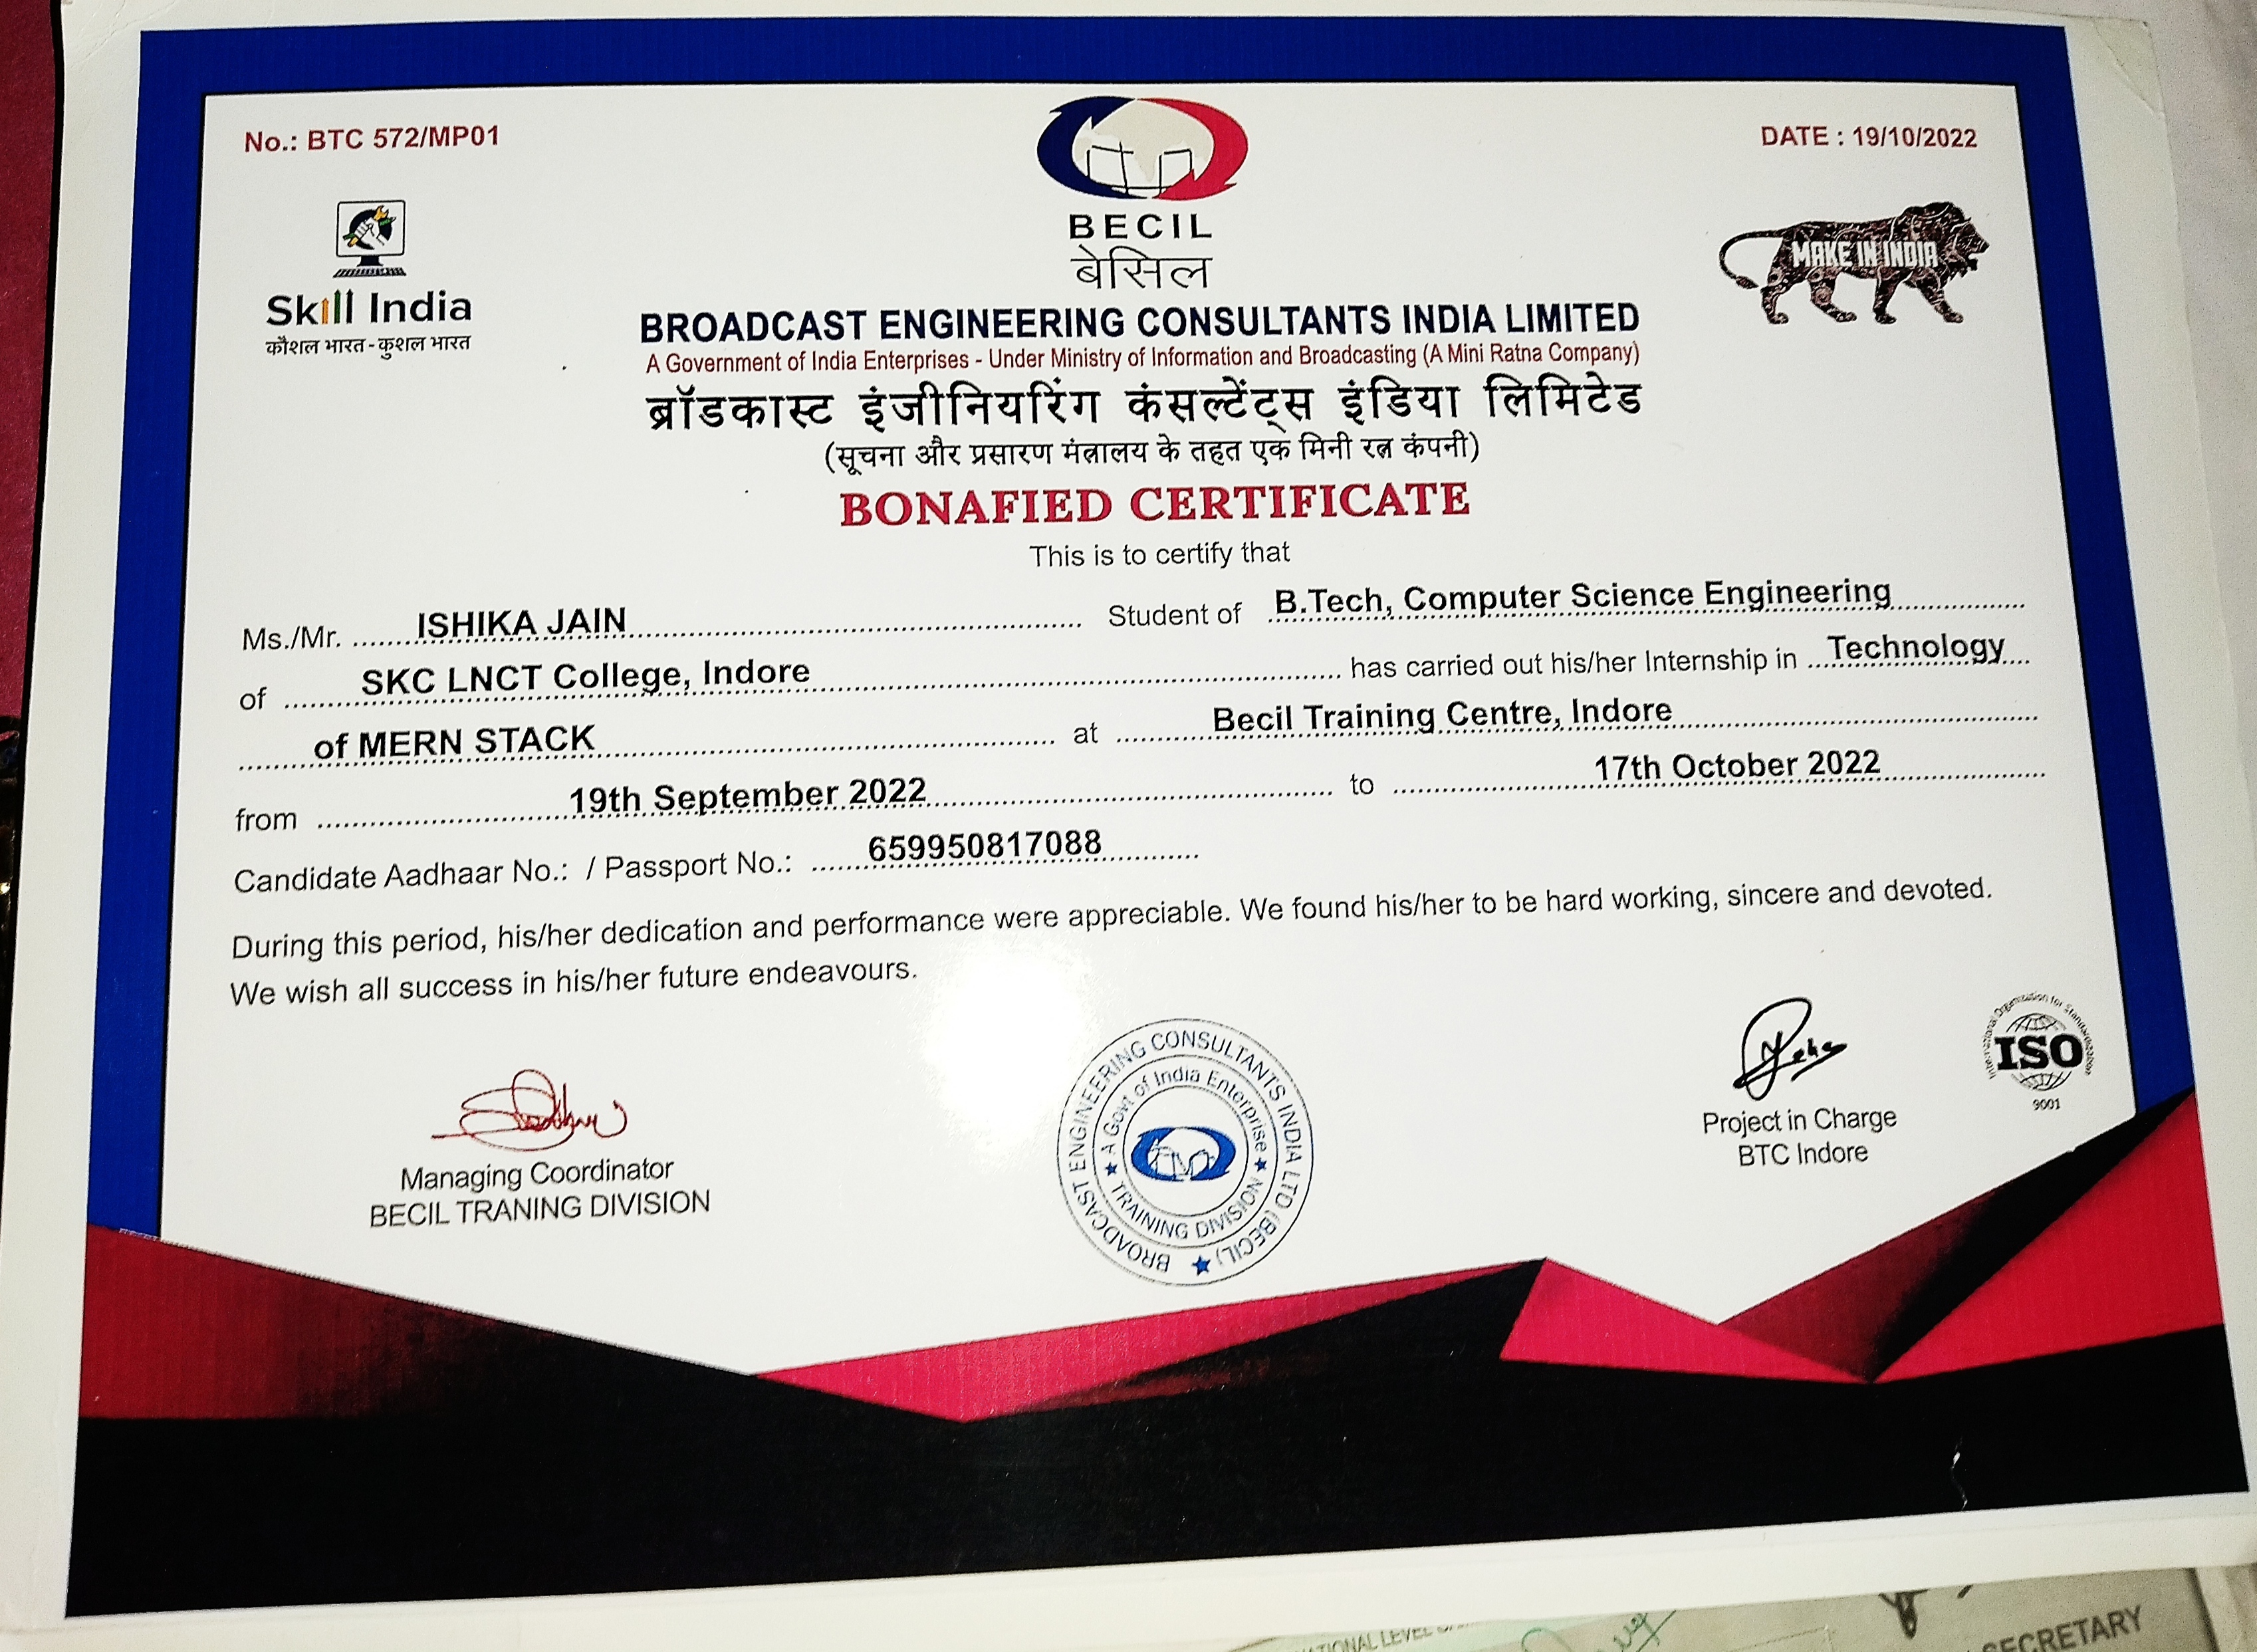 No.: BTC 572/MP01
DATE : 19/10/2022
BECIL
बेसिल
Skill India
कौशल भारत - कुशल भारत
MAKE IN INDIA
BROADCAST ENGINEERING CONSULTANTS INDIA LIMITED
A Government of India Enterprises - Under Ministry of Information and Broadcasting (A Mini Ratna Company)
ब्रॉडकास्ट इंजीनियरिंग कंसल्टेंट्स इंडिया लिमिटेड
(सूचना और प्रसारण मंत्रालय के तहत एक मिनी रत्न कंपनी)
BONAFIED CERTIFICATE
This is to certify that
Ms./Mr. ISHIKA JAIN Student of B.Tech, Computer Science Engineering
of SKC LNCT College, Indore has carried out his/her Internship in Technology
of MERN STACK at Becil Training Centre, Indore
from 19th September 2022 to 17th October 2022
Candidate Aadhaar No.: / Passport No.: 659950817088
During this period, his/her dedication and performance were appreciable. We found his/her to be hard working, sincere and devoted.
We wish all success in his/her future endeavours.
Managing Coordinator
BECIL TRANING DIVISION
BROADCAST ENGINEERING CONSULTANTS INDIA LTD (BECIL)
A Govt of India Enterprise
TRAINING DIVISION
Project in Charge
BTC Indore
International Organization for Standardization
ISO
9001
NATIONAL LEVEL
SECRETARY